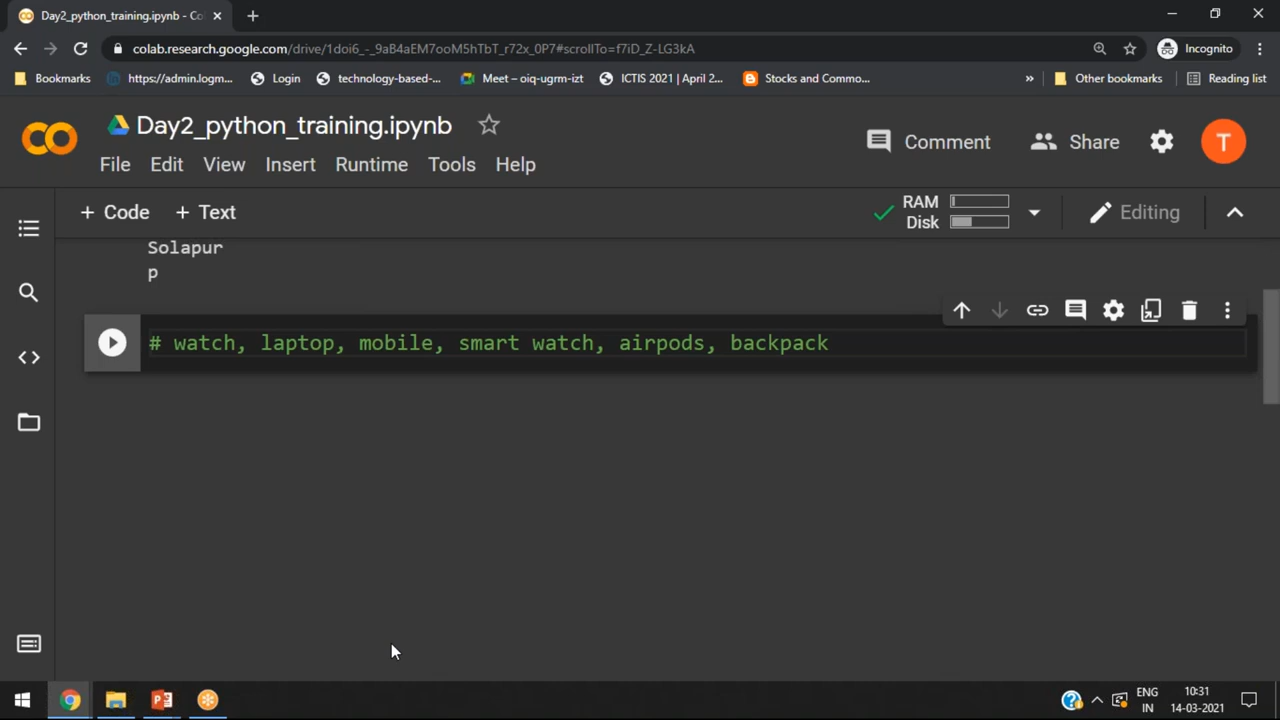 Day2_python_training.ipynb - Co
colab.research.google.com/drive/1doi6_-_9aB4aEM7ooM5hTbT_r72x_0P7#scrollTo=f7iD_Z-LG3kA
Incognito
Bookmarks
https://admin.logm...
Login
technology-based-...
Meet – oiq-ugrm-izt
ICTIS 2021 | April 2...
Stocks and Commo...
»
Other bookmarks
Reading list
Day2_python_training.ipynb
Comment
Share
T
File Edit View Insert Runtime Tools Help
+ Code + Text
RAM
Disk
Editing
Solapur
p
# watch, laptop, mobile, smart watch, airpods, backpack
ENG
IN
10:31
14-03-2021